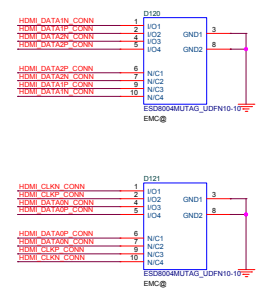 D120
HDMI_DATA1N_CONN 1 I/O1
HDMI_DATA1P_CONN 2 I/O2 GND1 3
HDMI_DATA2N_CONN 4 I/O3
HDMI_DATA2P_CONN 5 I/O4 GND2 8
HDMI_DATA2P_CONN 6 N/C1
HDMI_DATA2N_CONN 7 N/C2
HDMI_DATA1P_CONN 9 N/C3
HDMI_DATA1N_CONN 10 N/C4
ESD8004MUTAG_UDFN10-10
EMC@
D121
HDMI_CLKN_CONN 1 I/O1
HDMI_CLKP_CONN 2 I/O2 GND1 3
HDMI_DATA0N_CONN 4 I/O3
HDMI_DATA0P_CONN 5 I/O4 GND2 8
HDMI_DATA0P_CONN 6 N/C1
HDMI_DATA0N_CONN 7 N/C2
HDMI_CLKP_CONN 9 N/C3
HDMI_CLKN_CONN 10 N/C4
ESD8004MUTAG_UDFN10-10
EMC@